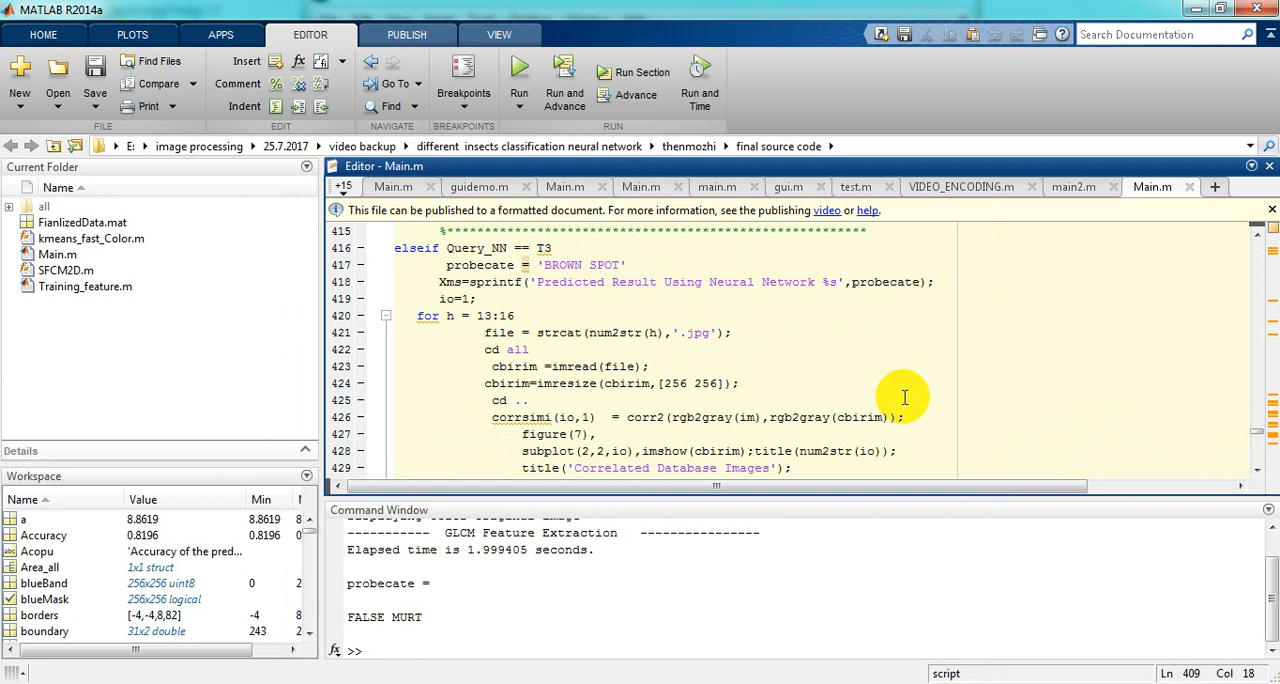 MATLAB R2014a
HOME PLOTS APPS EDITOR PUBLISH VIEW
Search Documentation
New Open Save Find Files Compare Print
Insert Comment Indent
Go To Find
Breakpoints
Run Run and Advance Run Section Advance Run and Time
FILE EDIT NAVIGATE BREAKPOINTS RUN
E: image processing 25.7.2017 video backup different insects classification neural network thenmozhi final source code
Current Folder
Name
all
FianlizedData.mat
kmeans_fast_Color.m
Main.m
SFCM2D.m
Training_feature.m
Details
Workspace
Name Value Min
a 8.8619 8.8619 8
Accuracy 0.8196 0.8196 0
Acopu 'Accuracy of the pred...
Area_all 1x1 struct
blueBand 256x256 uint8 0 2
blueMask 256x256 logical
borders [-4,-4,8,82] -4 8
boundary 31x2 double 243 2
Editor - Main.m
+15 Main.m guidemo.m Main.m Main.m main.m gui.m test.m VIDEO_ENCODING.m main2.m Main.m
This file can be published to a formatted document. For more information, see the publishing video or help.
415 %*******************************************************
416 elseif Query_NN == T3
417 probecate = 'BROWN SPOT'
418 Xms=sprintf('Predicted Result Using Neural Network %s',probecate);
419 io=1;
420 for h = 13:16
421 file = strcat(num2str(h),'.jpg');
422 cd all
423 cbirim =imread(file);
424 cbirim=imresize(cbirim,[256 256]);
425 cd ..
426 corrsimi(io,1) = corr2(rgb2gray(im),rgb2gray(cbirim));
427 figure(7),
428 subplot(2,2,io),imshow(cbirim);title(num2str(io));
429 title('Correlated Database Images');
Command Window
----------- GLCM Feature Extraction ----------------
Elapsed time is 1.999405 seconds.
probecate =
FALSE MURT
>>
script Ln 409 Col 18